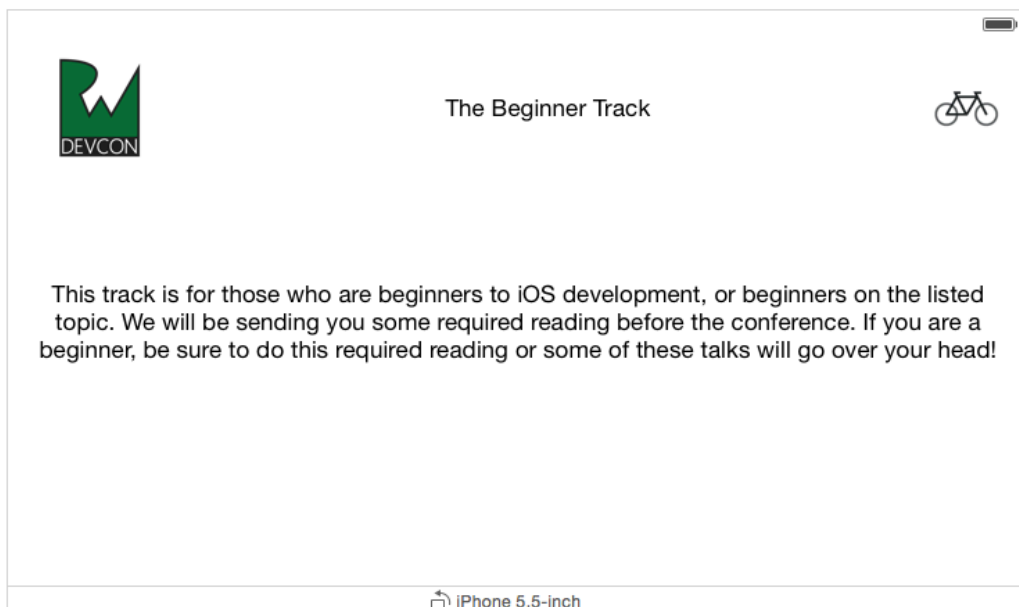 The Beginner Track
DEVCON
This track is for those who are beginners to iOS development, or beginners on the listed
topic. We will be sending you some required reading before the conference. If you are a
beginner, be sure to do this required reading or some of these talks will go over your head!
iPhone 5.5-inch